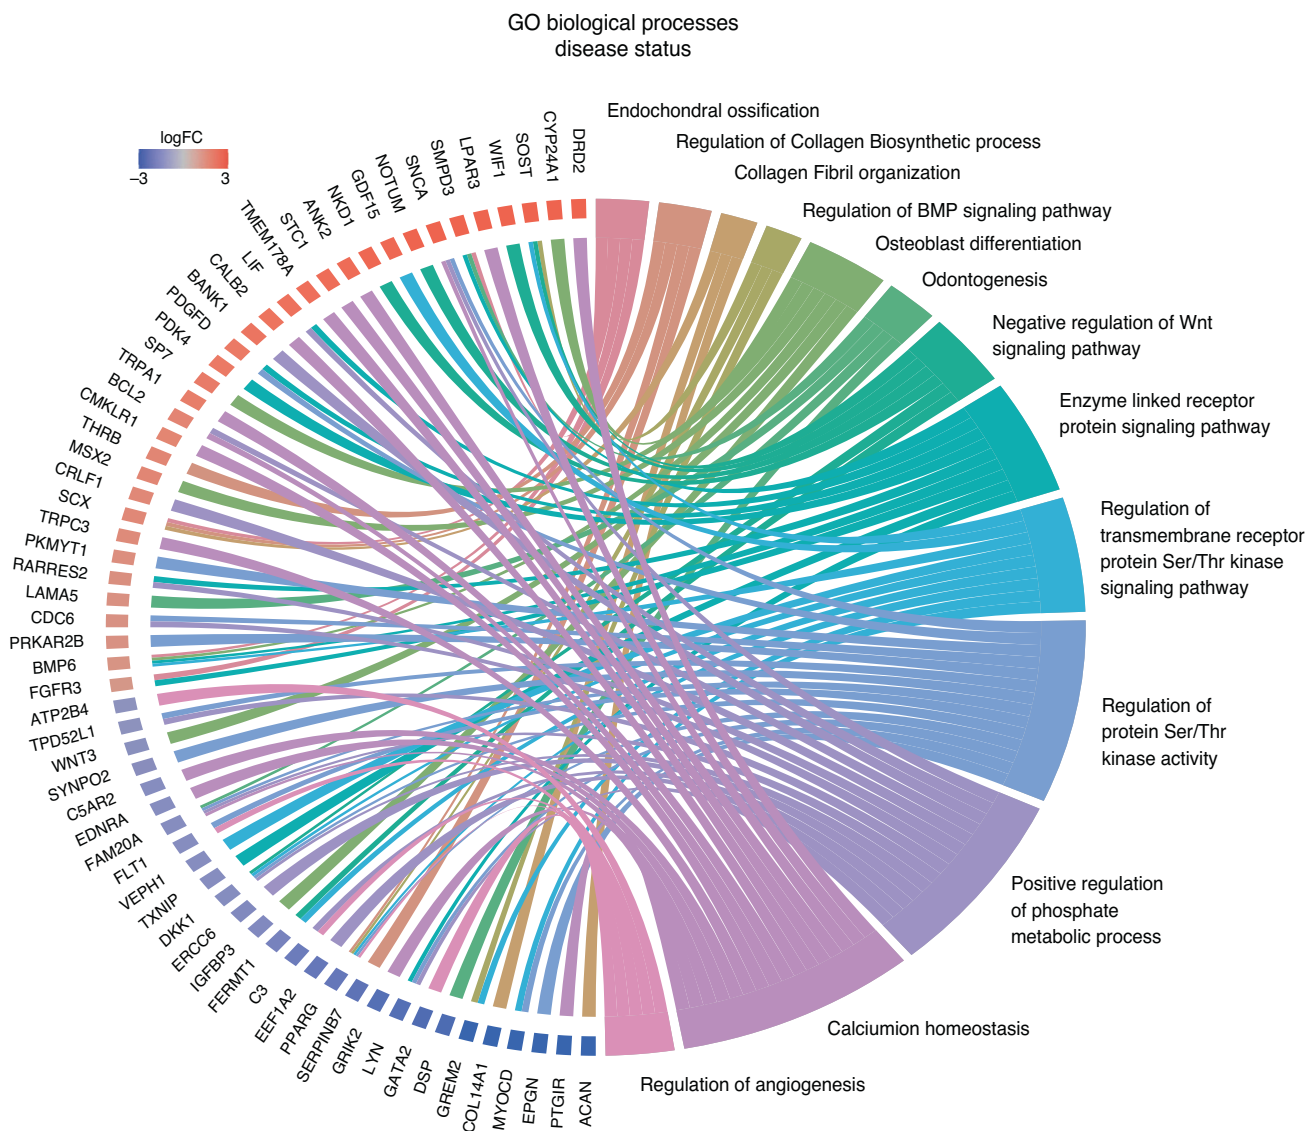 GO biological processes
disease status
logFC
−3
3
Endochondral ossification
Regulation of Collagen Biosynthetic process
Collagen Fibril organization
Regulation of BMP signaling pathway
Osteoblast differentiation
Odontogenesis
Negative regulation of Wnt
signaling pathway
Enzyme linked receptor
protein signaling pathway
Regulation of
transmembrane receptor
protein Ser/Thr kinase
signaling pathway
Regulation of
protein Ser/Thr
kinase activity
Positive regulation
of phosphate
metabolic process
Calciumion homeostasis
Regulation of angiogenesis
DRD2
CYP24A1
SOST
WIF1
LPAR3
SMPD3
SNCA
NOTUM
GDF15
NKD1
ANK2
STC1
TMEM178A
LIF
CALB2
BANK1
PDGFD
PDK4
SP7
TRPA1
BCL2
CMKLR1
THRB
MSX2
CRLF1
SCX
TRPC3
PKMYT1
RARRES2
LAMA5
CDC6
PRKAR2B
BMP6
FGFR3
ATP2B4
TPD52L1
WNT3
SYNPO2
C5AR2
EDNRA
FAM20A
FLT1
VEPH1
TXNIP
DKK1
ERCC6
IGFBP3
FERMT1
C3
EEF1A2
PPARG
SERPINB7
GRIK2
LYN
GATA2
DSP
GREM2
COL14A1
MYOCD
EPGN
PTGIR
ACAN